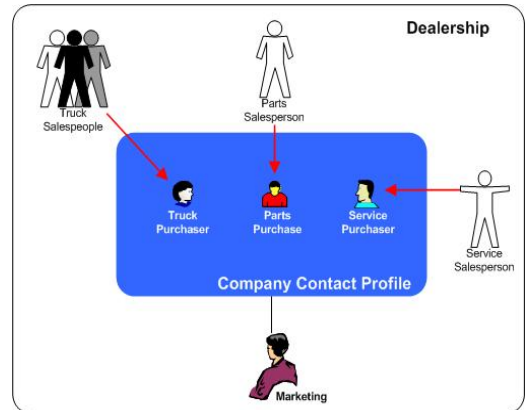 Dealership
Truck
Salespeople
Parts
Salesperson
Truck
Purchaser
Parts
Purchase
Service
Purchaser
Service
Salesperson
Company Contact Profile
Marketing